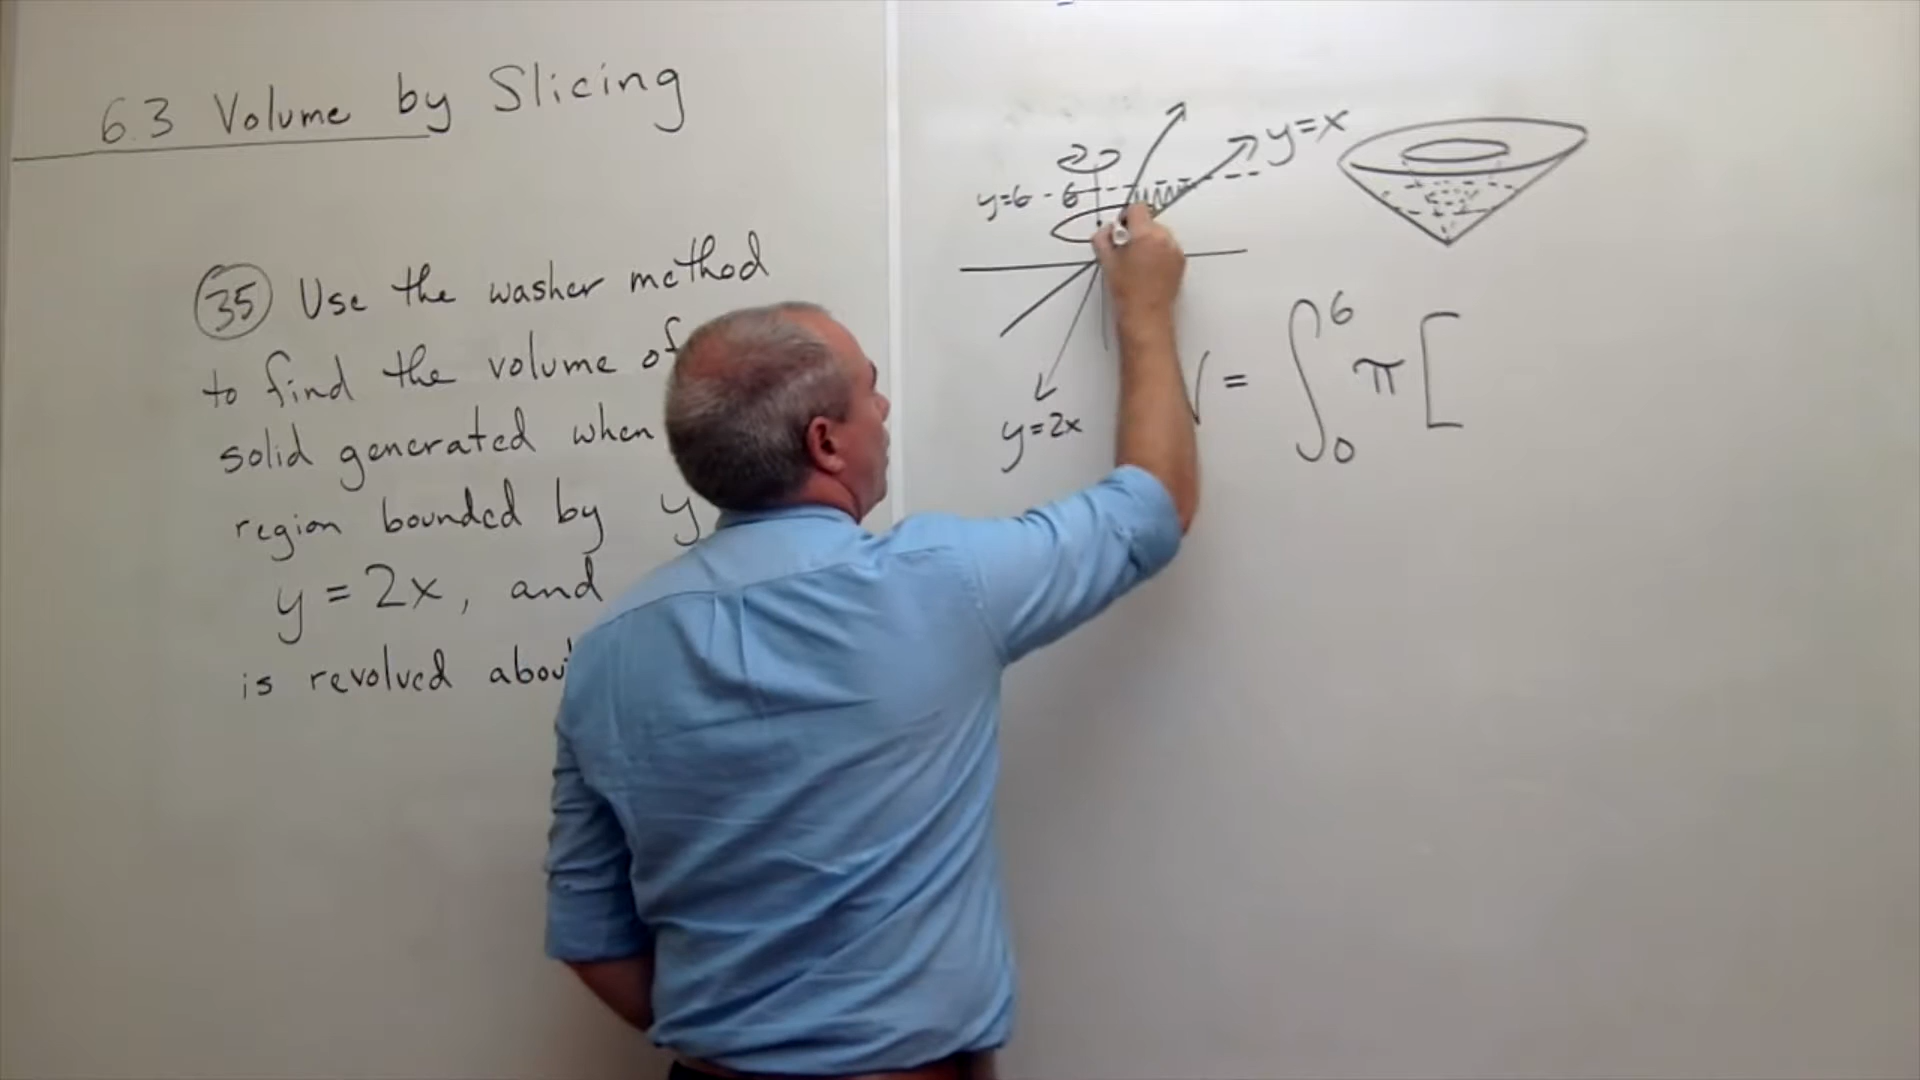 6.3 Volume by Slicing
35 Use the washer method
to find the volume of
solid generated when
region bounded by y
y = 2x, and
is revolved about
y=x
y=6 - 6
y=2x
V = ∫₀⁶ π [